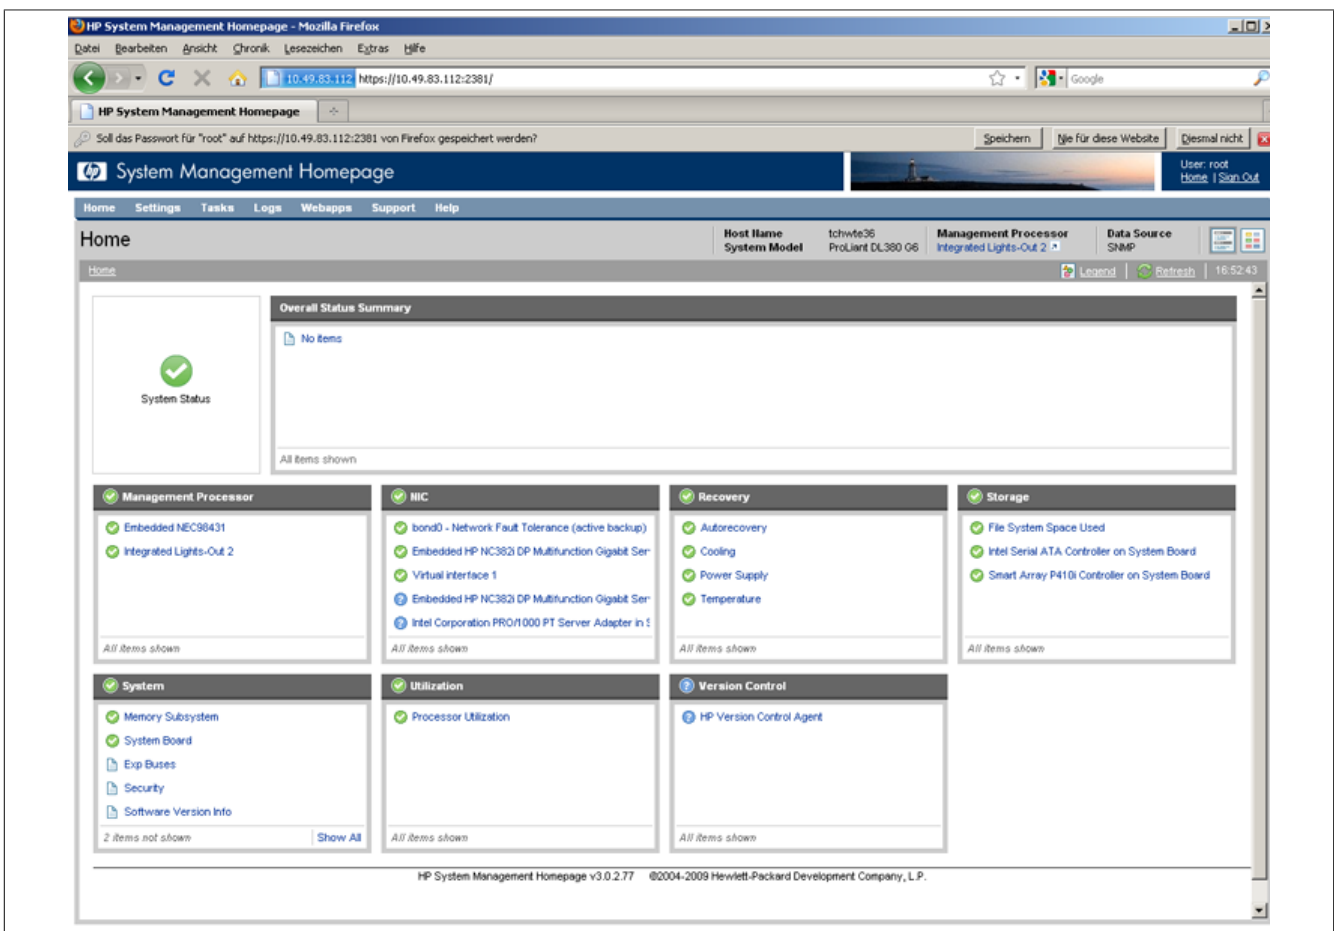 HP System Management Homepage - Mozilla Firefox
Datei Bearbeiten Ansicht Chronik Lesezeichen Extras Hilfe
10.49.83.112 https://10.49.83.112:2381/
Google
HP System Management Homepage
Soll das Passwort für "root" auf https://10.49.83.112:2381 von Firefox gespeichert werden?
Speichern Nie für diese Website Diesmal nicht
hp System Management Homepage
User: root
Home | Sign Out
Home Settings Tasks Logs Webapps Support Help
Home
Host Name tchwte36 Management Processor Data Source
System Model ProLiant DL380 G6 Integrated Lights-Out 2 SNMP
Home
Legend Refresh 16:52:43
Overall Status Summary
No items
System Status
All items shown
Management Processor
Embedded NEC98431
Integrated Lights-Out 2
All items shown
NIC
bond0 - Network Fault Tolerance (active backup)
Embedded HP NC382i DP Multifunction Gigabit Ser
Virtual interface 1
Embedded HP NC382i DP Multifunction Gigabit Ser
Intel Corporation PRO/1000 PT Server Adapter in S
All items shown
Recovery
Autorecovery
Cooling
Power Supply
Temperature
All items shown
Storage
File System Space Used
Intel Serial ATA Controller on System Board
Smart Array P410i Controller on System Board
All items shown
System
Memory Subsystem
System Board
Exp Buses
Security
Software Version Info
2 items not shown Show All
Utilization
Processor Utilization
All items shown
Version Control
HP Version Control Agent
All items shown
HP System Management Homepage v3.0.2.77 ©2004-2009 Hewlett-Packard Development Company, L.P.